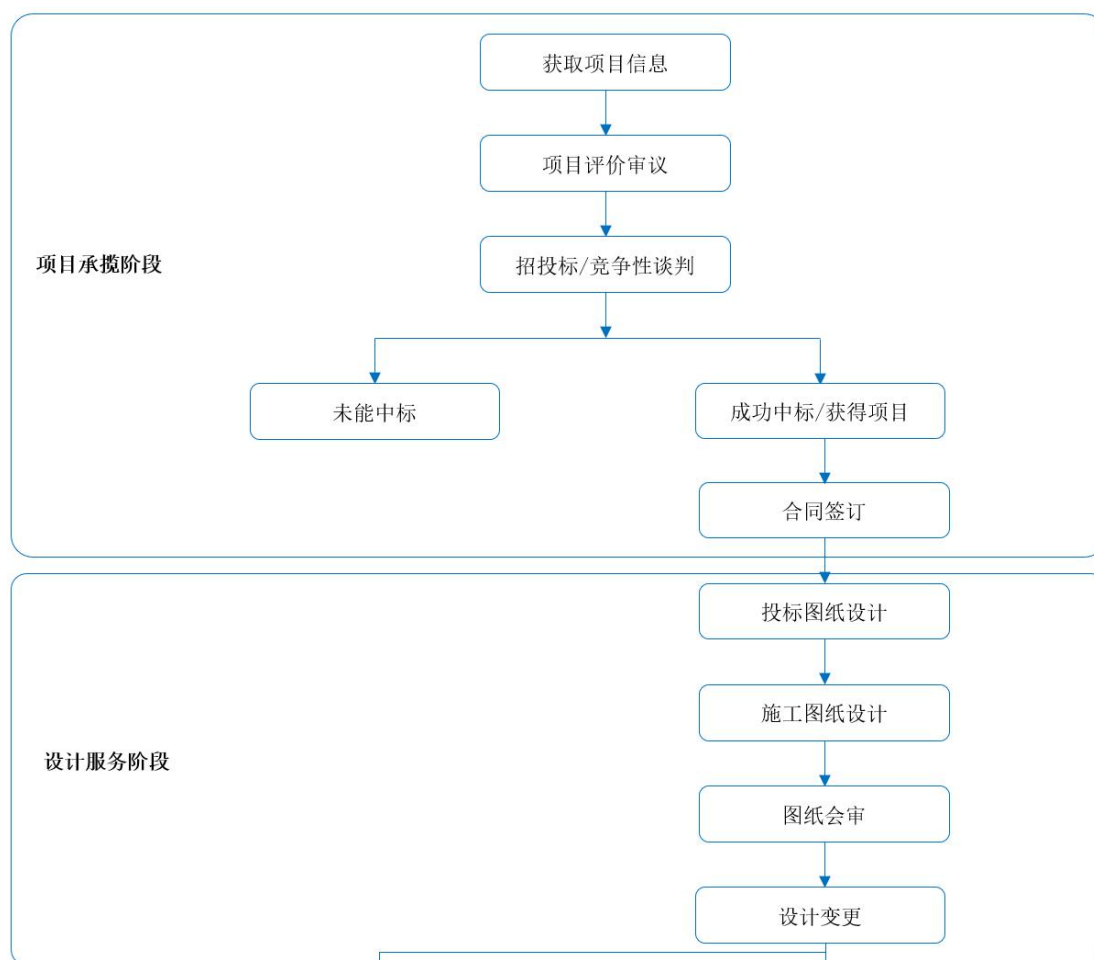 获取项目信息
项目评价审议
项目承揽阶段
招投标/竞争性谈判
未能中标
成功中标/获得项目
合同签订
投标图纸设计
施工图纸设计
设计服务阶段
图纸会审
设计变更